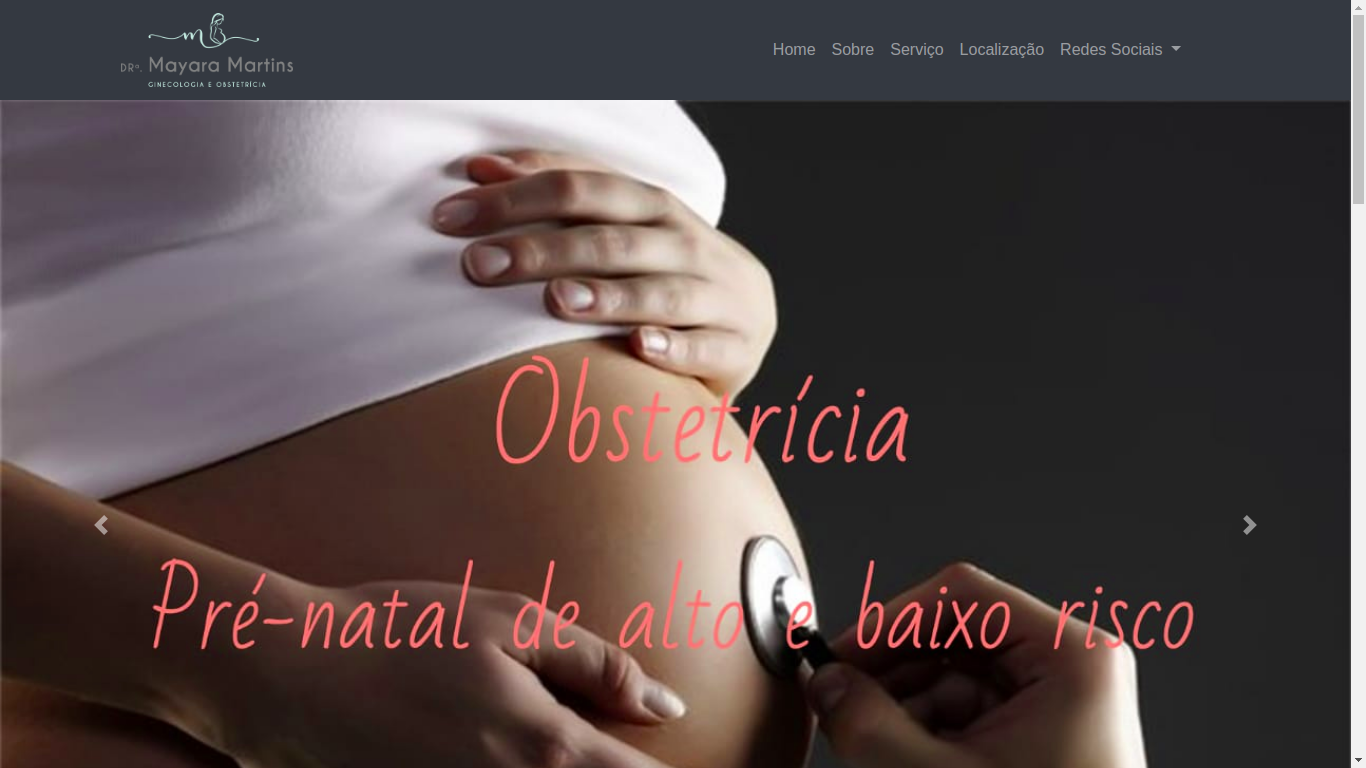 DRª. Mayara Martins
GINECOLOGIA E OBSTETRÍCIA
Home Sobre Serviço Localização Redes Sociais
Obstetrícia
Pré-natal de alto e baixo risco